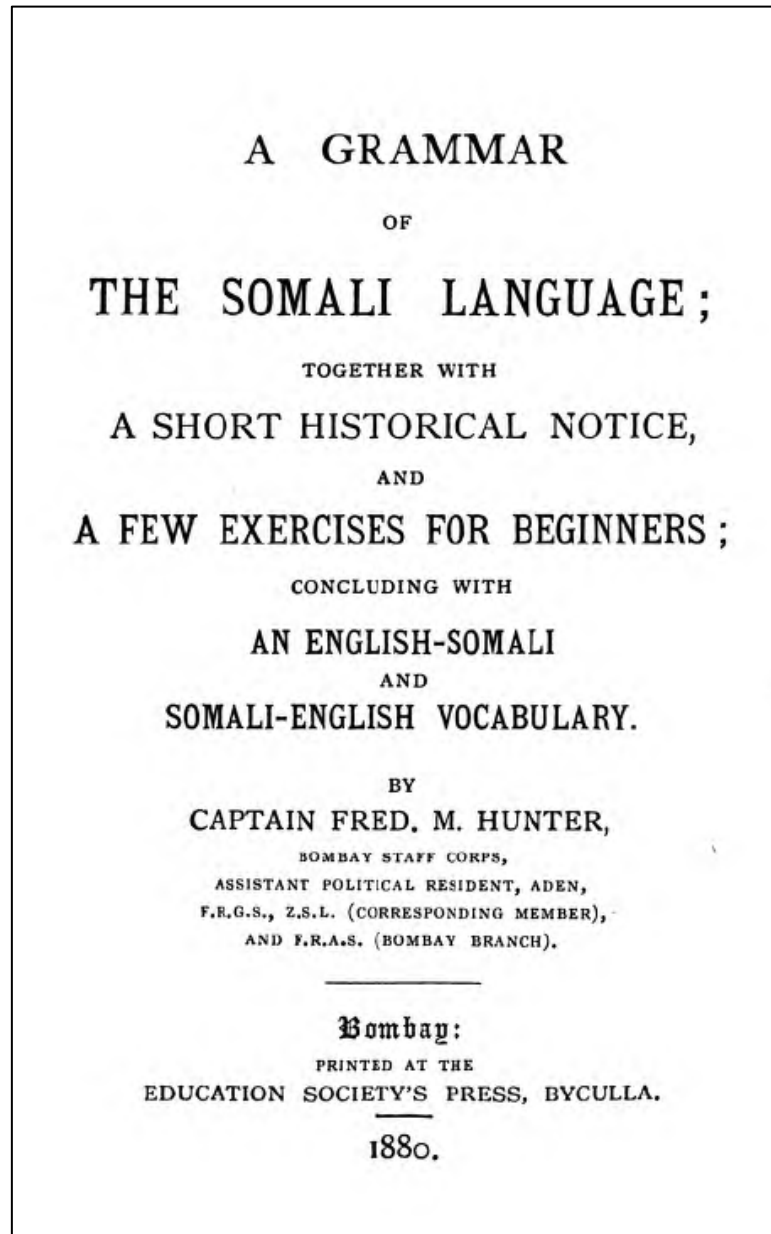 A GRAMMAR
OF
THE SOMALI LANGUAGE;
TOGETHER WITH
A SHORT HISTORICAL NOTICE,
AND
A FEW EXERCISES FOR BEGINNERS;
CONCLUDING WITH
AN ENGLISH-SOMALI
AND
SOMALI-ENGLISH VOCABULARY.
BY
CAPTAIN FRED. M. HUNTER,
BOMBAY STAFF CORPS,
ASSISTANT POLITICAL RESIDENT, ADEN,
F.R.G.S., Z.S.L. (CORRESPONDING MEMBER),
AND F.R.A.S. (BOMBAY BRANCH).
Bombay:
PRINTED AT THE
EDUCATION SOCIETY'S PRESS, BYCULLA.
1880.